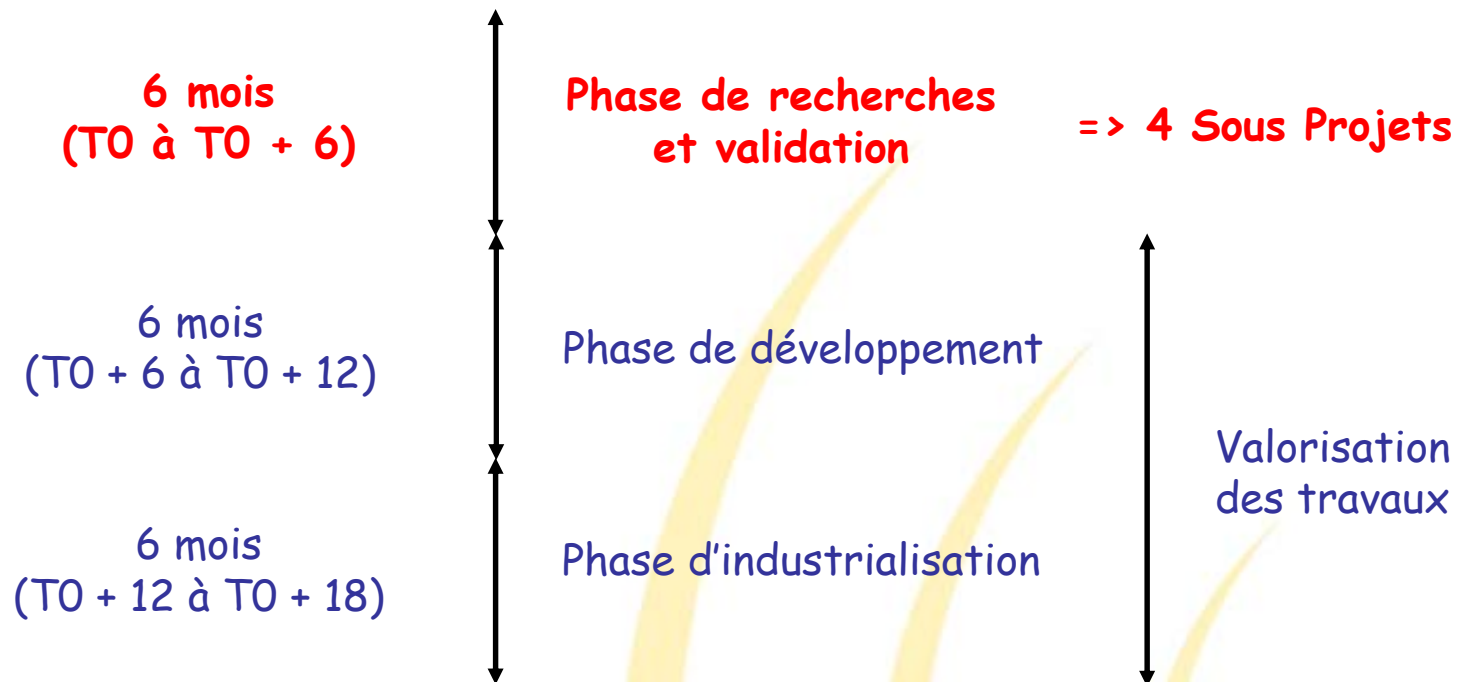 6 mois
(T0 à T0 + 6)
Phase de recherches
et validation
=> 4 Sous Projets
6 mois
(T0 + 6 à T0 + 12)
Phase de développement
Valorisation
des travaux
6 mois
(T0 + 12 à T0 + 18)
Phase d'industrialisation